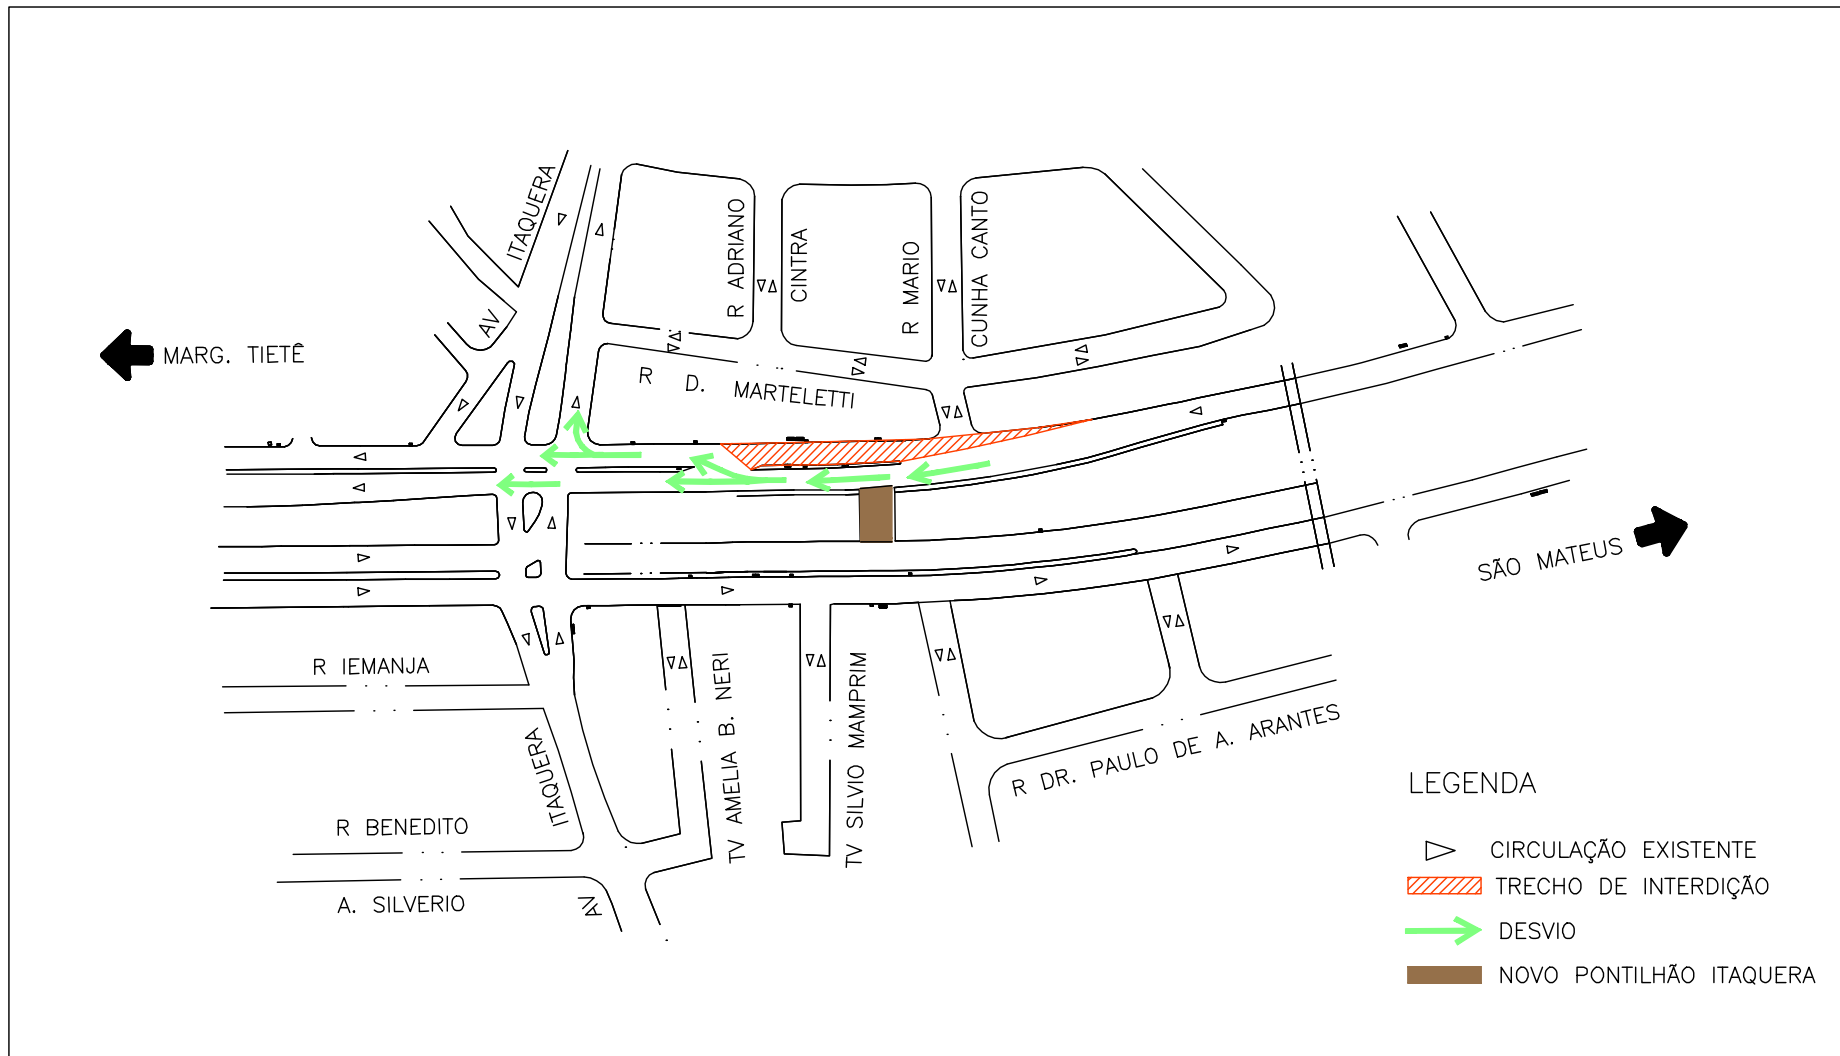 ITAQUERA
AV
R ADRIANO
CINTRA
R MARIO
CUNHA CANTO
MARG. TIETÊ
R D. MARTELETTI
SÃO MATEUS
R IEMANJA
ITAQUERA
AV
TV AMELIA B. NERI
TV SILVIO MAMPRIM
R DR. PAULO DE A. ARANTES
R BENEDITO
A. SILVERIO
LEGENDA
CIRCULAÇÃO EXISTENTE
TRECHO DE INTERDIÇÃO
DESVIO
NOVO PONTILHÃO ITAQUERA